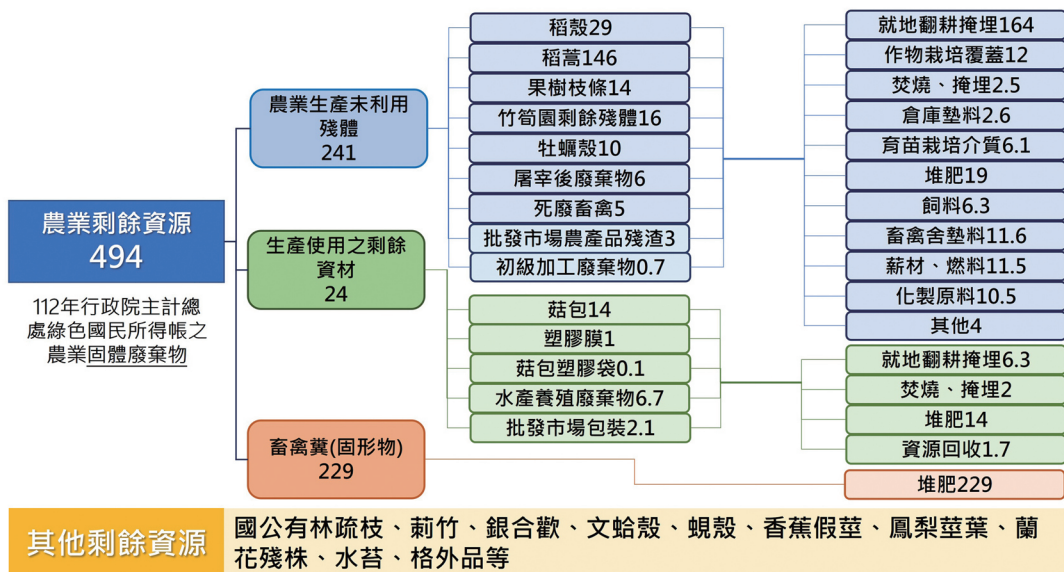 農業剩餘資源
494
112年行政院主計總
處綠色國民所得帳之
農業固體廢棄物
農業生產未利用
殘體
241
生產使用之剩餘
資材
24
畜禽糞(固形物)
229
稻殼29
稻蒿146
果樹枝條14
竹筍園剩餘殘體16
牡蠣殼10
屠宰後廢棄物6
死廢畜禽5
批發市場農產品殘渣3
初級加工廢棄物0.7
菇包14
塑膠膜1
菇包塑膠袋0.1
水產養殖廢棄物6.7
批發市場包裝2.1
就地翻耕掩埋164
作物栽培覆蓋12
焚燒、掩埋2.5
倉庫墊料2.6
育苗栽培介質6.1
堆肥19
飼料6.3
畜禽舍墊料11.6
薪材、燃料11.5
化製原料10.5
其他4
就地翻耕掩埋6.3
焚燒、掩埋2
堆肥14
資源回收1.7
堆肥229
其他剩餘資源
國公有林疏枝、莿竹、銀合歡、文蛤殼、蜆殼、香蕉假莖、鳳梨莖葉、蘭
花殘株、水苔、格外品等